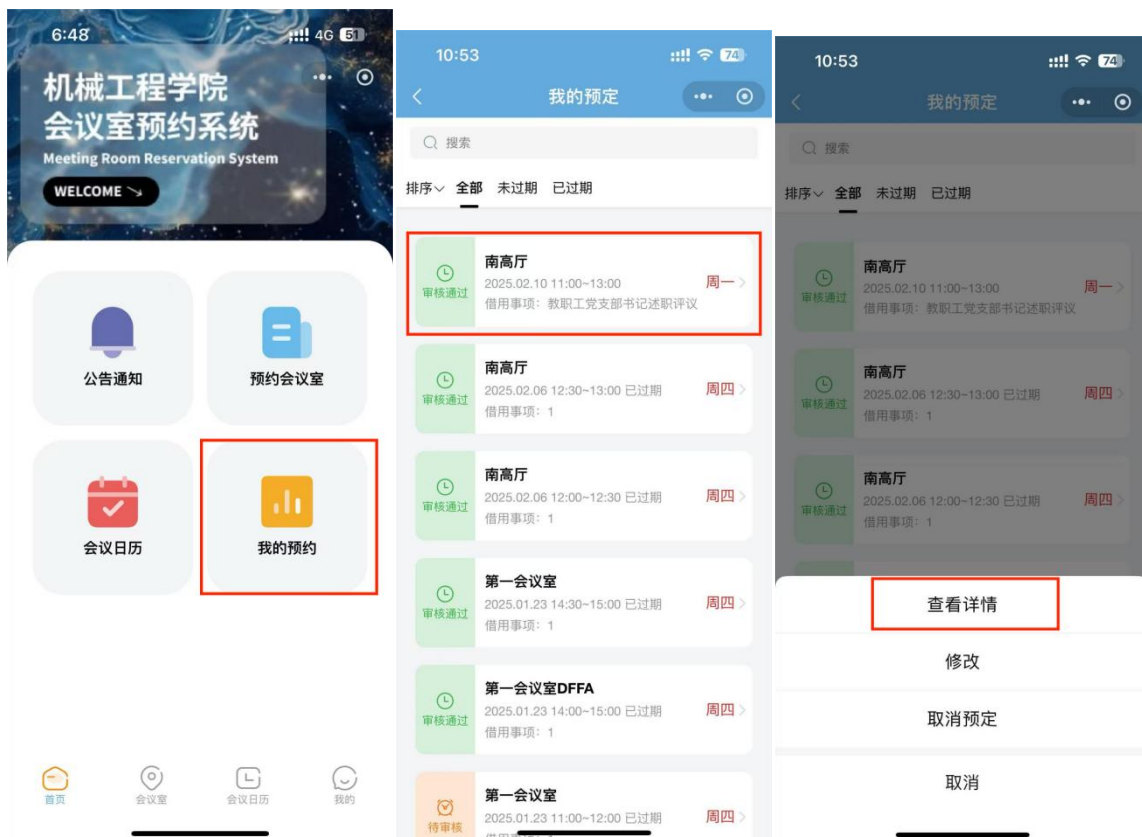 6:48
4G 51
机械工程学院
会议室预约系统
Meeting Room Reservation System
WELCOME
公告通知
预约会议室
会议日历
我的预约
首页
会议室
会议日历
我的
10:53
74
我的预定
搜索
排序 全部 未过期 已过期
南高厅
审核通过
2025.02.10 11:00~13:00
周一
借用事项：教职工党支部书记述职评议
南高厅
审核通过
2025.02.06 12:30~13:00 已过期
周四
借用事项：1
南高厅
审核通过
2025.02.06 12:00~12:30 已过期
周四
借用事项：1
第一会议室
审核通过
2025.01.23 14:30~15:00 已过期
周四
借用事项：1
第一会议室DFFA
审核通过
2025.01.23 14:00~15:00 已过期
周四
借用事项：1
第一会议室
待审核
2025.01.23 11:00~12:00 已过期
周四
10:53
74
我的预定
搜索
排序 全部 未过期 已过期
南高厅
审核通过
2025.02.10 11:00~13:00
周一
借用事项：教职工党支部书记述职评议
南高厅
审核通过
2025.02.06 12:30~13:00 已过期
周四
借用事项：1
南高厅
审核通过
2025.02.06 12:00~12:30 已过期
周四
借用事项：1
查看详情
修改
取消预定
取消